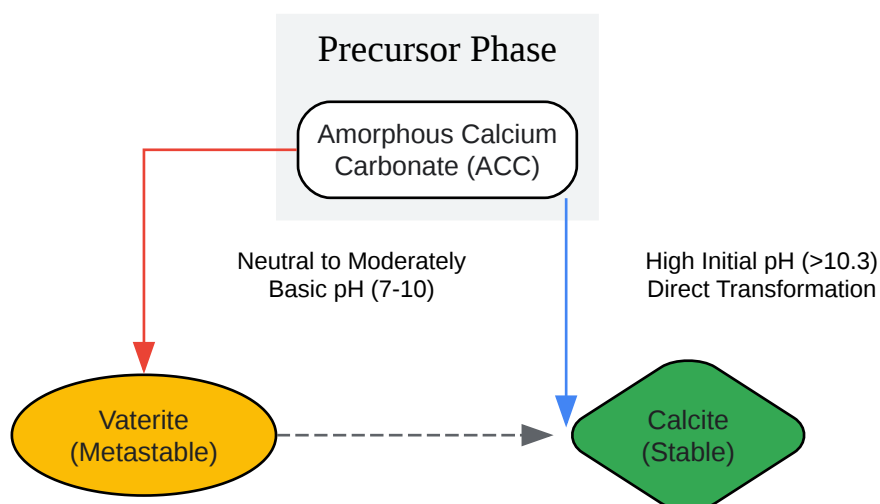 Precursor Phase
Amorphous Calcium
Carbonate (ACC)
Neutral to Moderately
Basic pH (7-10)
High Initial pH (>10.3)
Direct Transformation
Vaterite
(Metastable)
Calcite
(Stable)